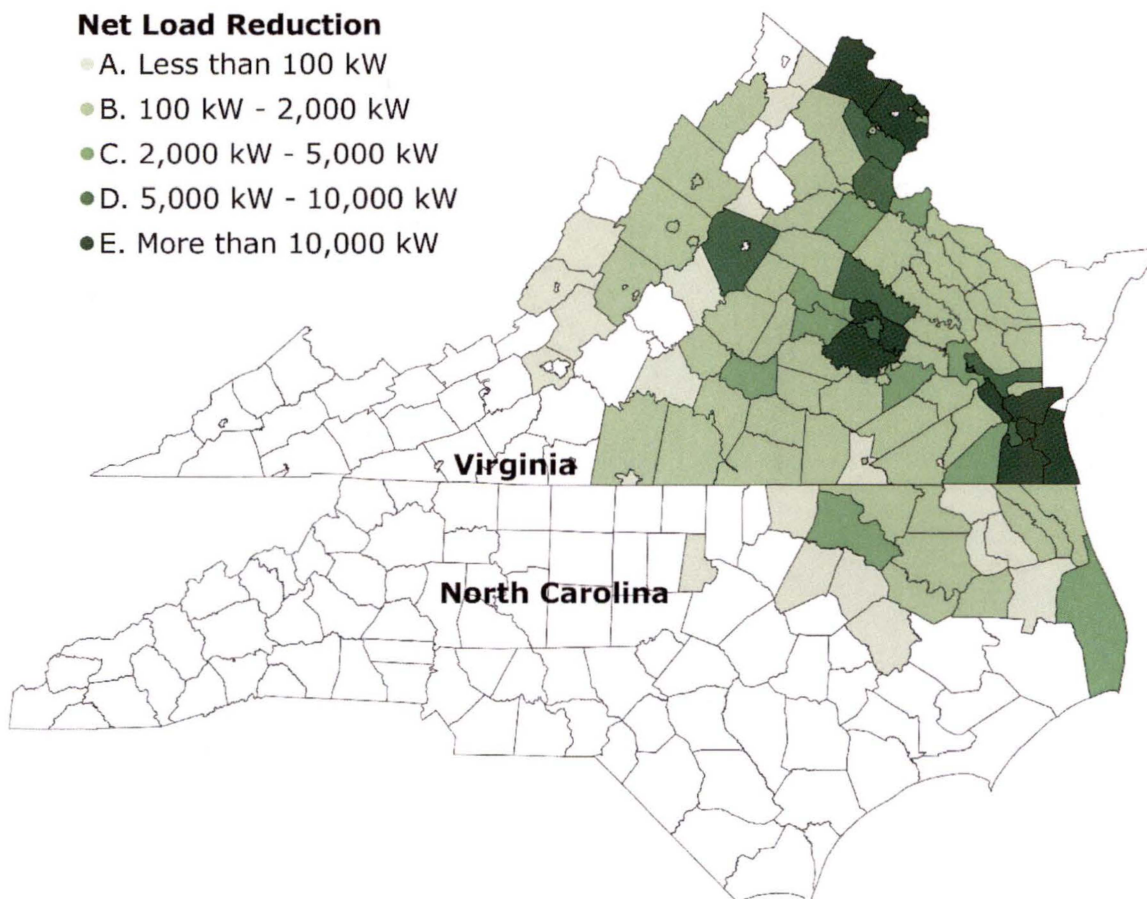 Net Load Reduction
A. Less than 100 kW
B. 100 kW - 2,000 kW
C. 2,000 kW - 5,000 kW
D. 5,000 kW - 10,000 kW
E. More than 10,000 kW
Virginia
North Carolina